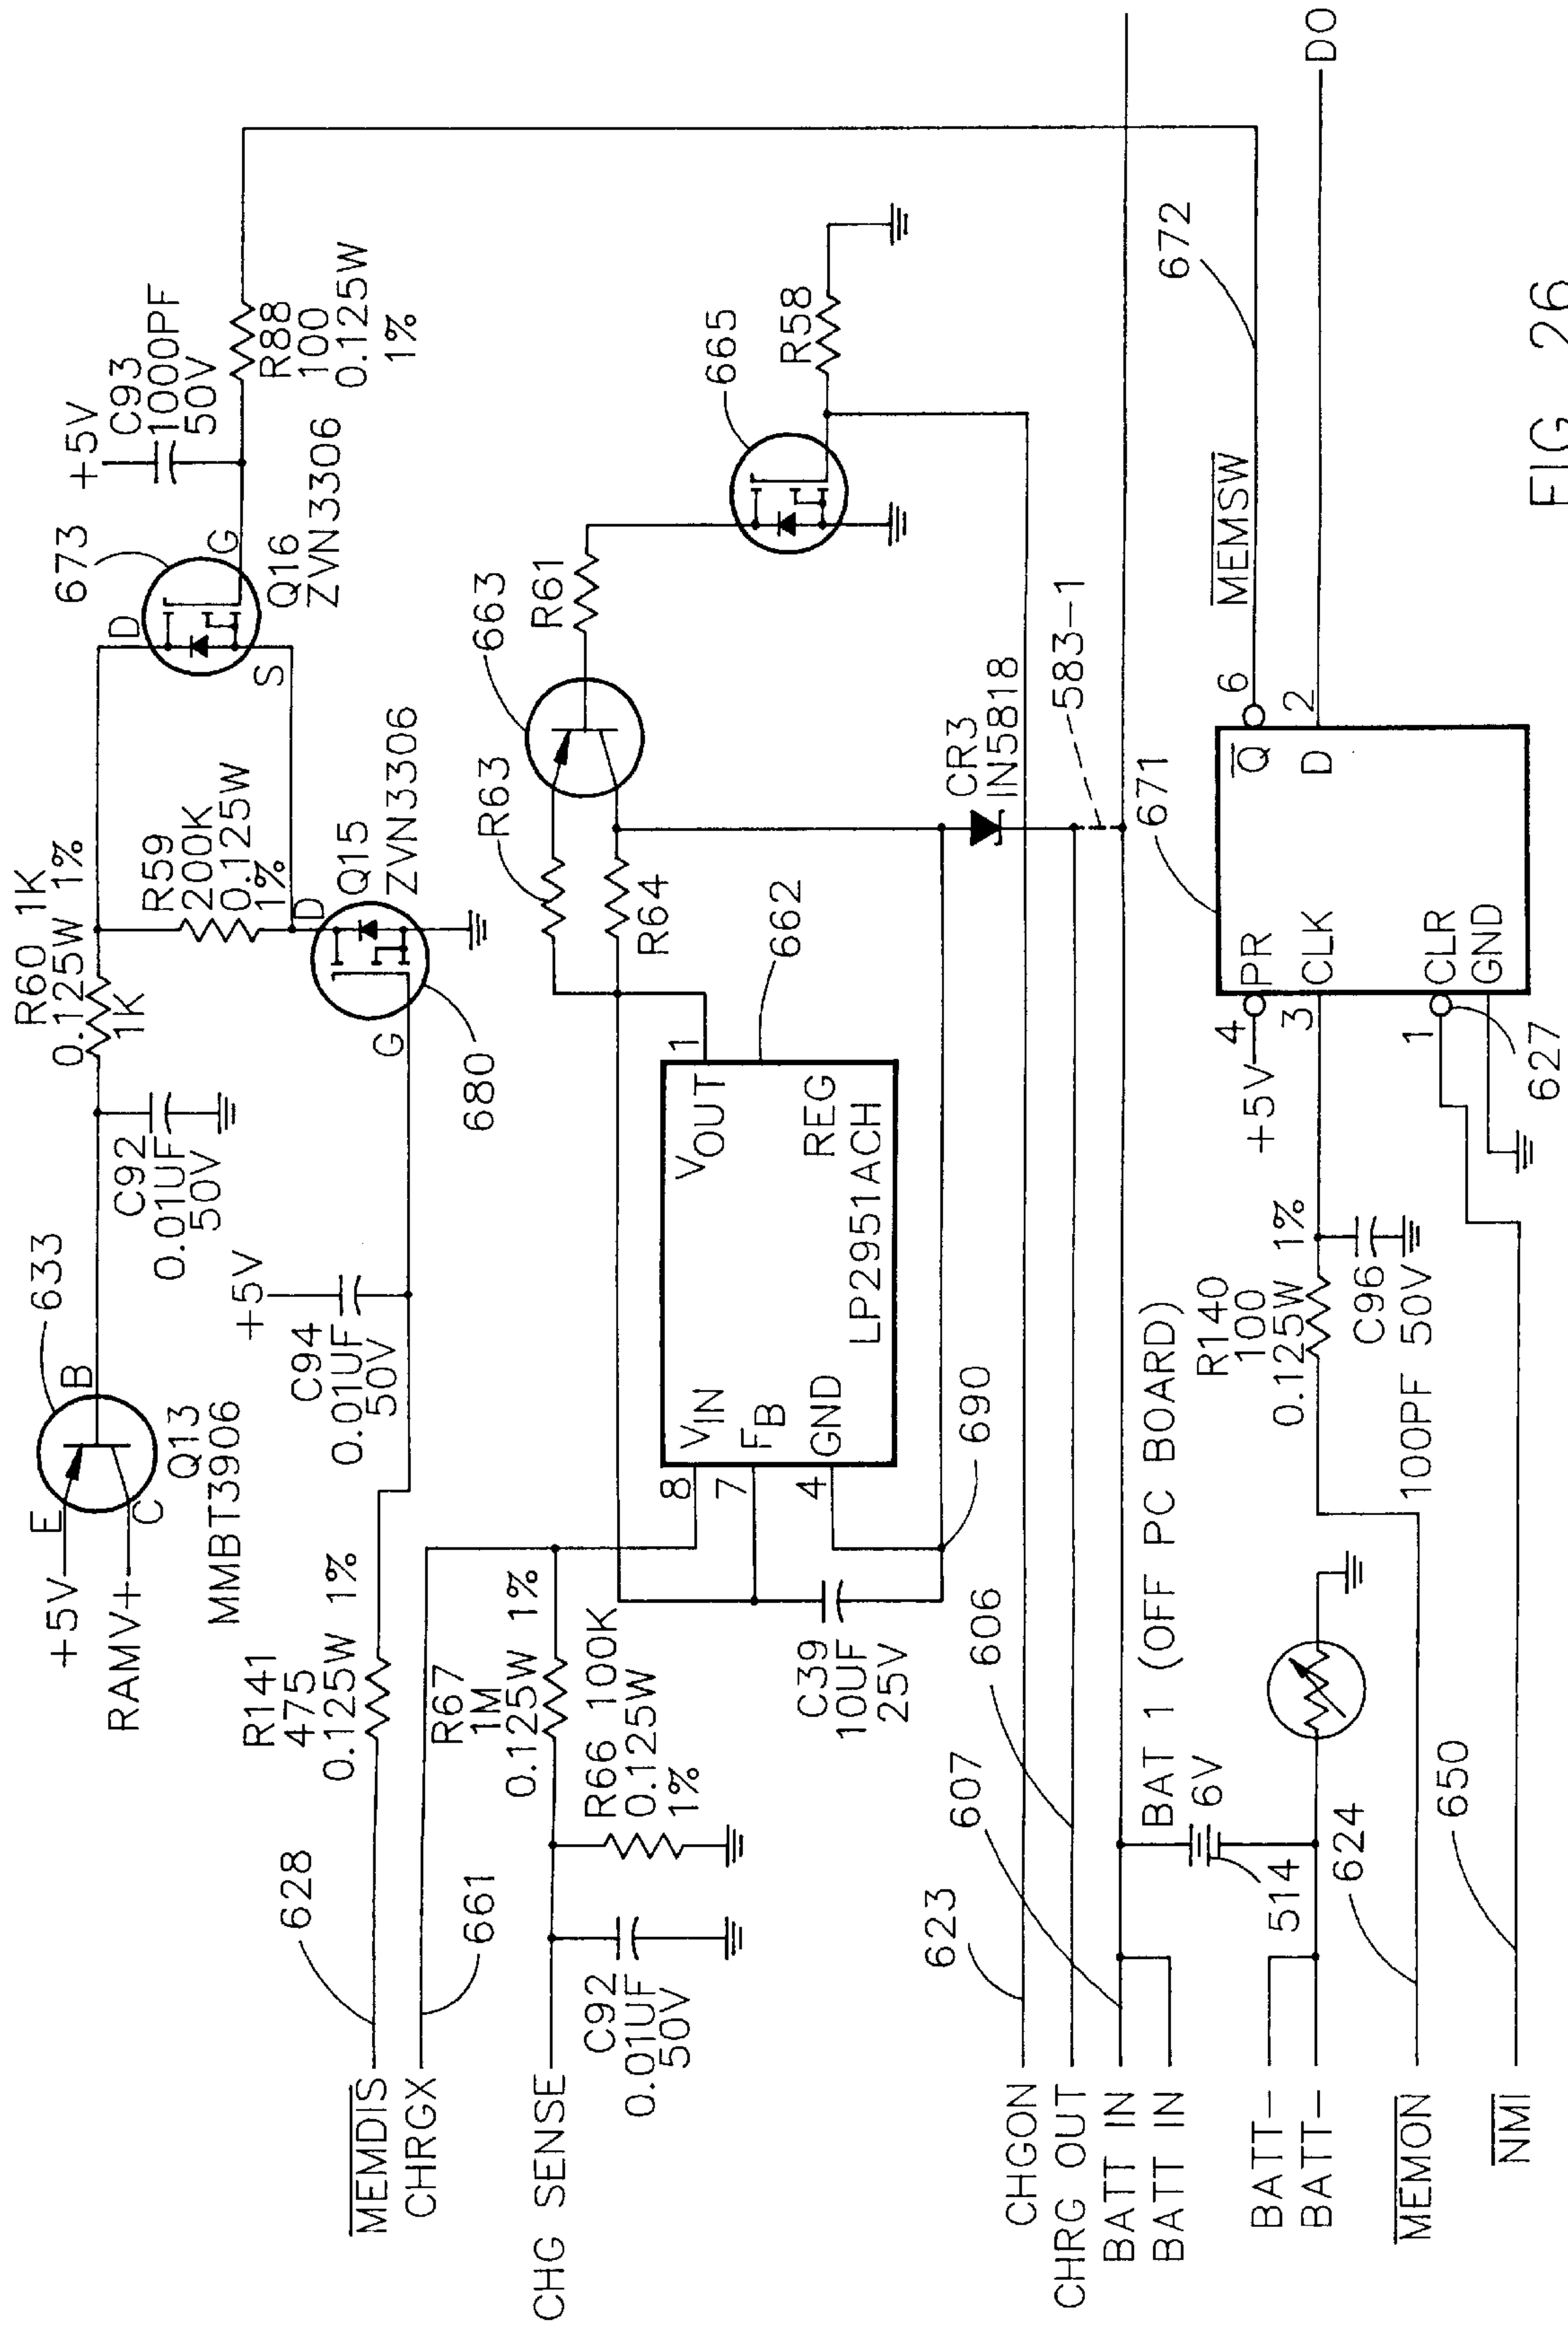 +5V
E
RAMV+
C
B
633
Q13
MMBT3906
C92
0.01UF
50V
R60 1K
0.125W 1%
1K
R59
200K
0.125W
1%
D
673
D
S
G
Q16
ZVN3306
+5V
C93
1000PF
50V
R88
100
0.125W
1%
Q15
ZVN3306
G
680
+5V
C94
0.01UF
50V
R141
475
0.125W 1%
628
MEMDIS
CHRGX
661
R67
1M
0.125W 1%
CHG SENSE
R66 100K
0.125W
1%
C92
0.01UF
50V
C39
10UF
25V
8
7
4
VIN
FB
GND
VOUT
REG
LP2951ACH
1
662
690
R63
R64
663
R61
665
R58
CR3
IN5818
583-1
606
607
623
CHGON
CHRG OUT
BATT IN
BATT IN
BAT 1 (OFF PC BOARD)
6V
514
BATT-
BATT-
624
MEMON
650
NMI
R140
100
0.125W 1%
C96
100PF 50V
+5V
4
3
1
PR
CLK
CLR
GND
Q
D
6
2
671
627
MEMSW
672
DO
FIG 26